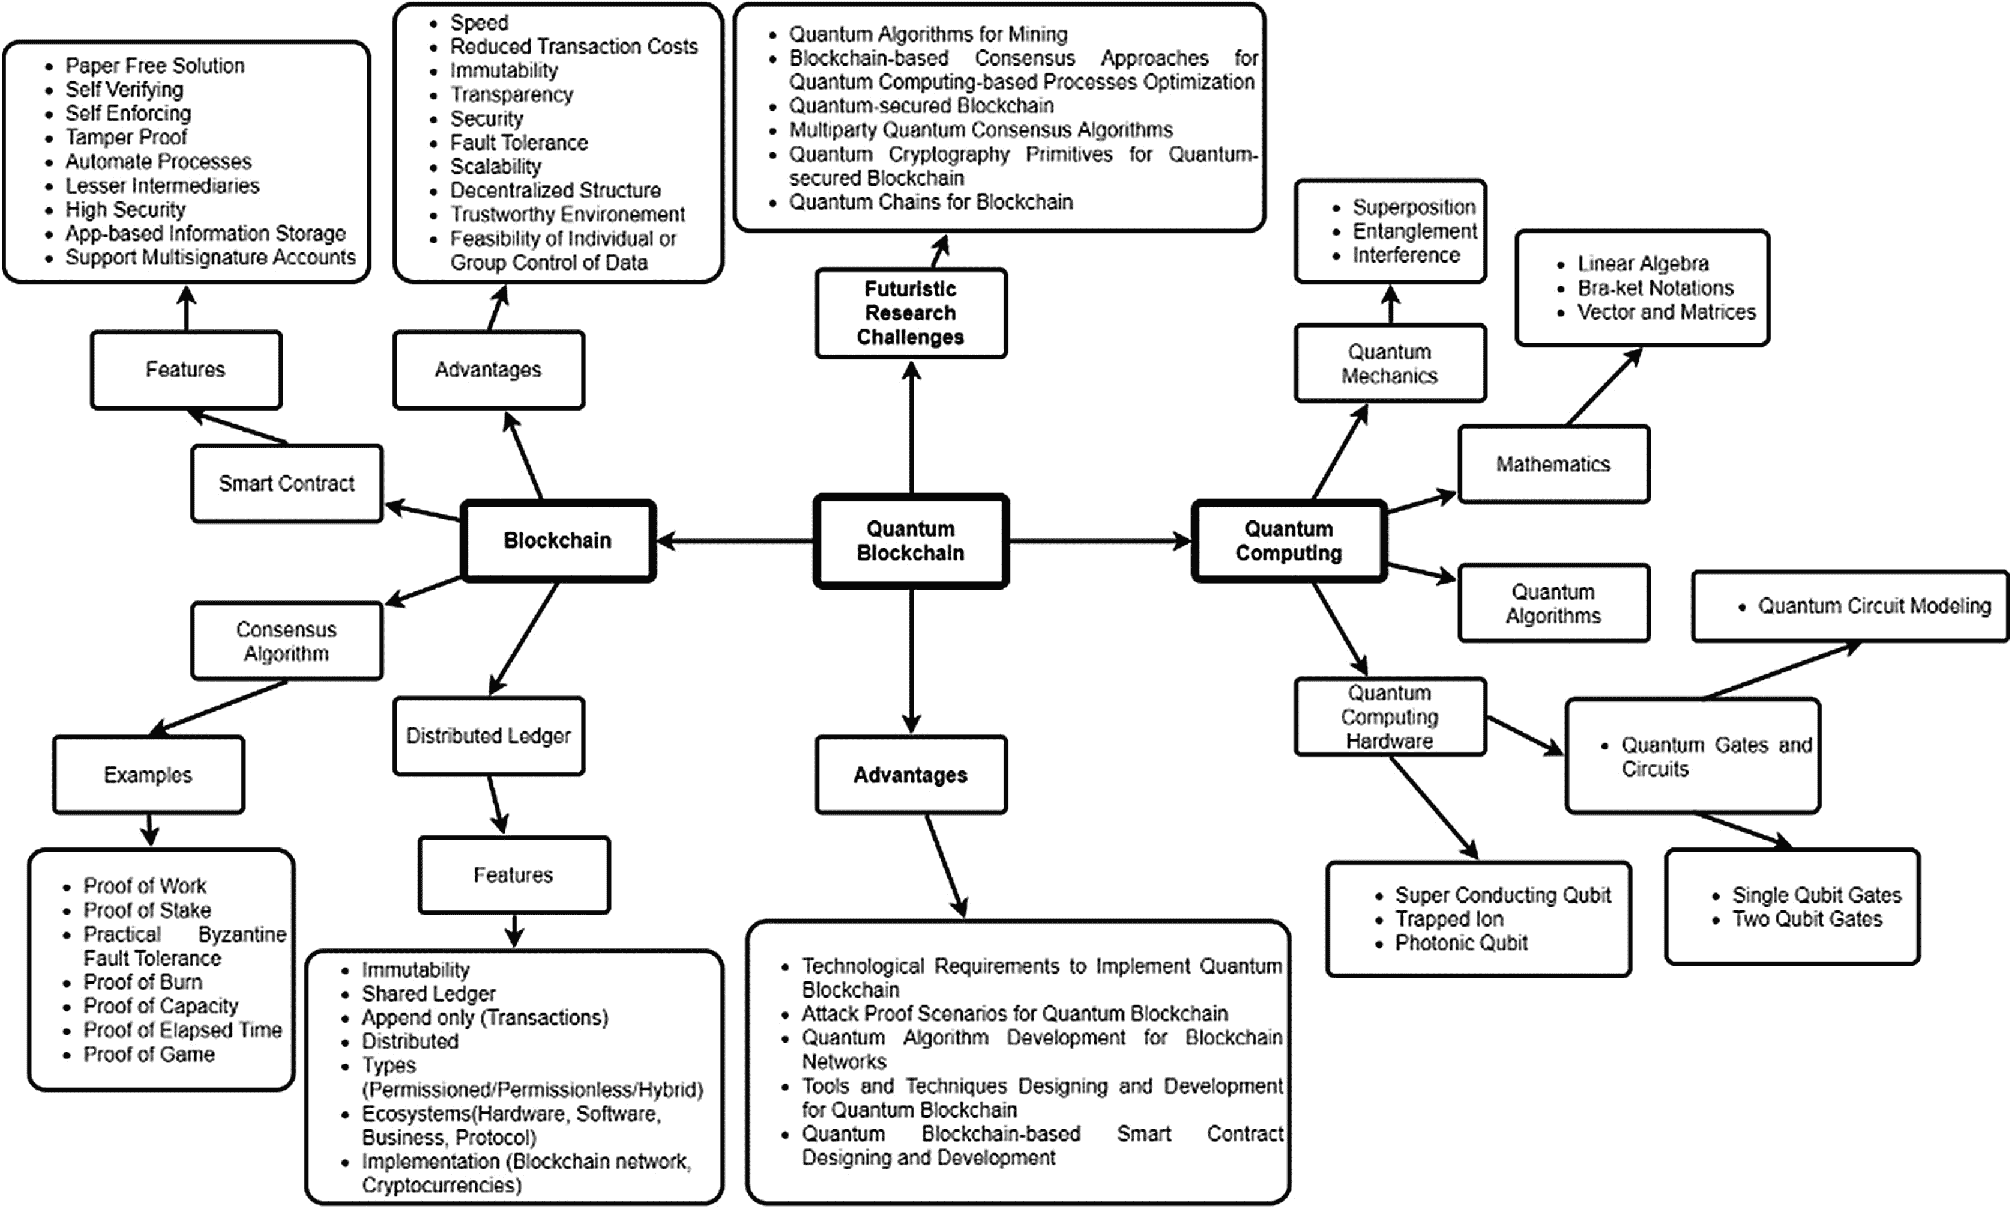 Paper Free Solution
Self Verifying
Self Enforcing
Tamper Proof
Automate Processes
Lesser Intermediaries
High Security
App-based Information Storage
Support Multisignature Accounts
Speed
Reduced Transaction Costs
Immutability
Transparency
Security
Fault Tolerance
Scalability
Decentralized Structure
Trustworthy Environement
Feasibility of Individual or
Group Control of Data
Quantum Algorithms for Mining
Blockchain-based Consensus Approaches for
Quantum Computing-based Processes Optimization
Quantum-secured Blockchain
Multiparty Quantum Consensus Algorithms
Quantum Cryptography Primitives for Quantum-
secured Blockchain
Quantum Chains for Blockchain
Superposition
Entanglement
Interference
Linear Algebra
Bra-ket Notations
Vector and Matrices
Features
Advantages
Futuristic
Research
Challenges
Quantum
Mechanics
Mathematics
Smart Contract
Blockchain
Quantum
Blockchain
Quantum
Computing
Quantum
Algorithms
Quantum Circuit Modeling
Consensus
Algorithm
Distributed Ledger
Quantum
Computing
Hardware
Quantum Gates and
Circuits
Examples
Features
Advantages
Proof of Work
Proof of Stake
Practical Byzantine
Fault Tolerance
Proof of Burn
Proof of Capacity
Proof of Elapsed Time
Proof of Game
Immutability
Shared Ledger
Append only (Transactions)
Distributed
Types
(Permissioned/Permissionless/Hybrid)
Ecosystems(Hardware, Software,
Business, Protocol)
Implementation (Blockchain network,
Cryptocurrencies)
Technological Requirements to Implement Quantum
Blockchain
Attack Proof Scenarios for Quantum Blockchain
Quantum Algorithm Development for Blockchain
Networks
Tools and Techniques Designing and Development
for Quantum Blockchain
Quantum Blockchain-based Smart Contract
Designing and Development
Super Conducting Qubit
Trapped Ion
Photonic Qubit
Single Qubit Gates
Two Qubit Gates